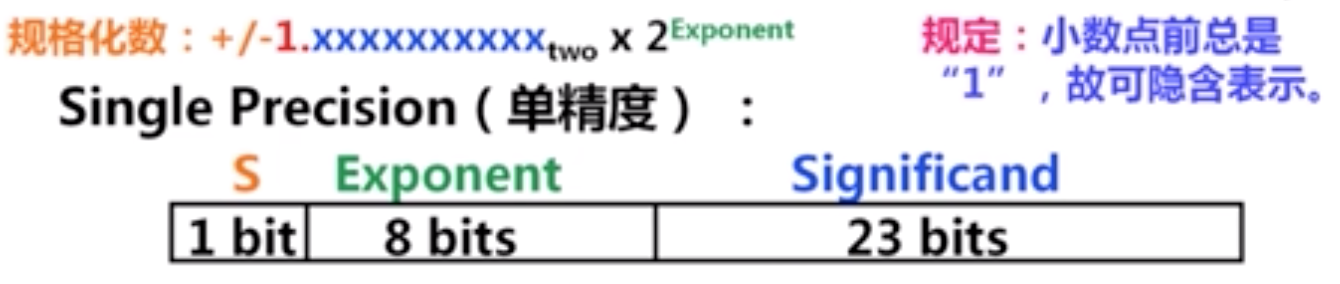 规格化数：+/-1.xxxxxxxxxx two x 2 Exponent
规定：小数点前总是
“1”，故可隐含表示。
Single Precision（单精度）：
S Exponent Significand
1 bit 8 bits 23 bits